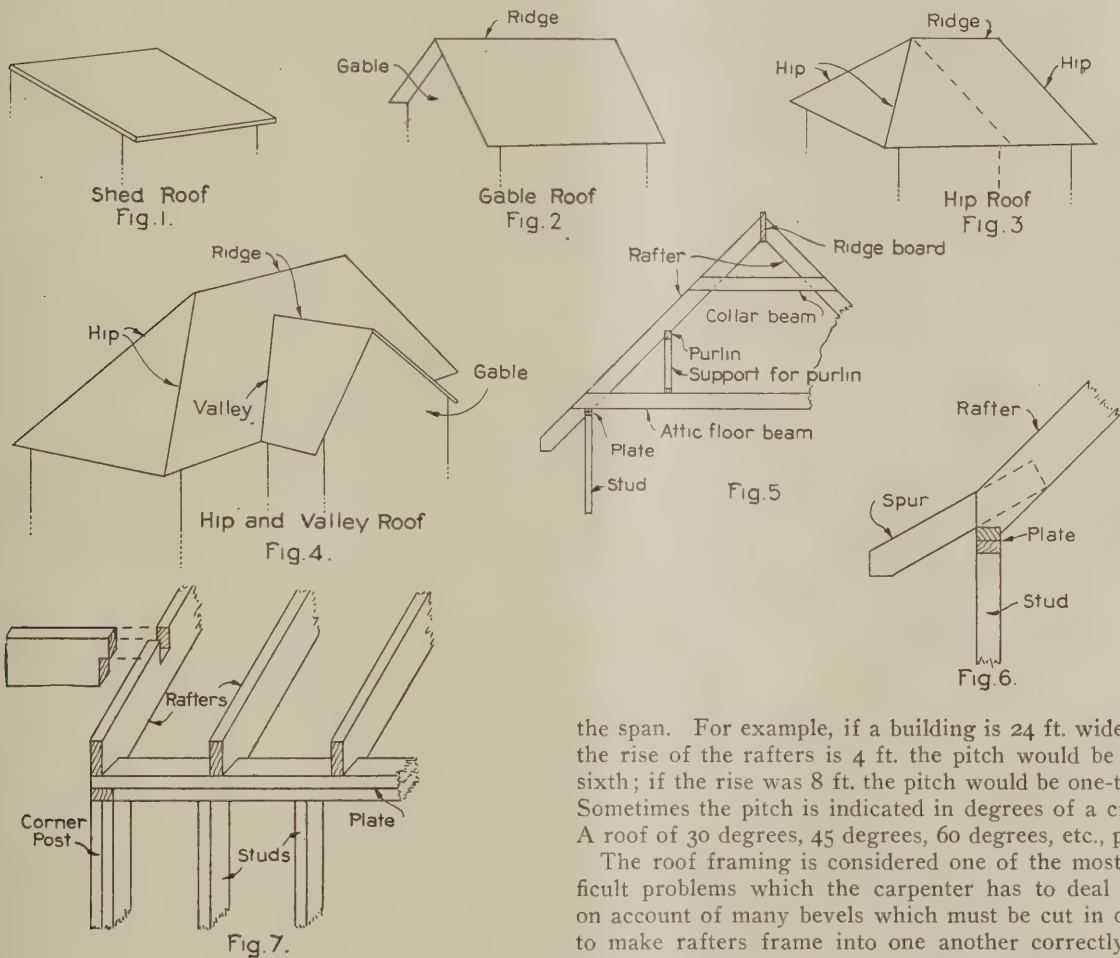 Ridge
Gable
Ridge
Hip
Hip
Shed Roof
Fig.1.
Gable Roof
Fig.2
Hip Roof
Fig.3
Ridge
Hip
Valley
Gable
Hip and Valley Roof
Fig.4.
Rafter
Ridge board
Collar beam
Purlin
Support for purlin
Attic floor beam
Plate
Stud
Fig.5
Rafter
Spur
Plate
Stud
Fig.6.
Rafters
Corner
Post
Studs
Plate
Fig.7.
the span. For example, if a building is 24 ft. wide
the rise of the rafters is 4 ft. the pitch would be
sixth; if the rise was 8 ft. the pitch would be one-t
Sometimes the pitch is indicated in degrees of a c
A roof of 30 degrees, 45 degrees, 60 degrees, etc., p
The roof framing is considered one of the most
ficult problems which the carpenter has to deal
on account of many bevels which must be cut in o
to make rafters frame into one another correctly